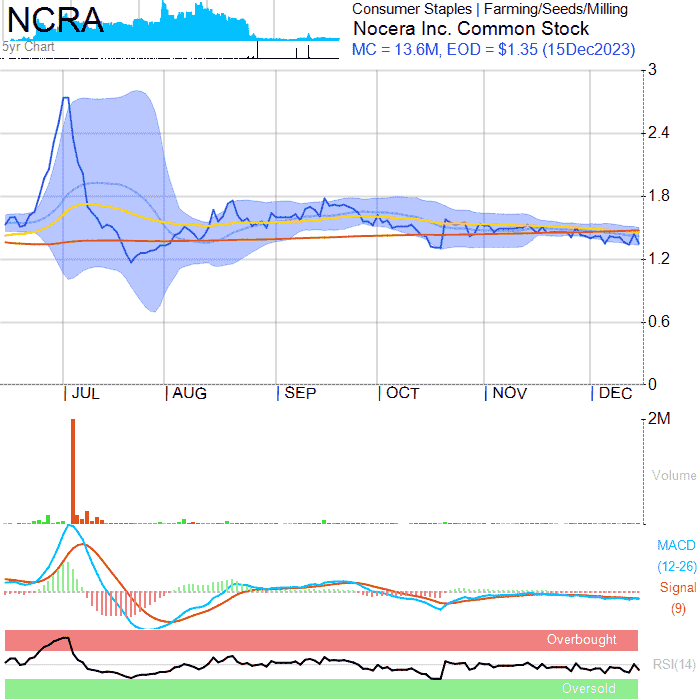 NCRA
5yr Chart
Consumer Staples | Farming/Seeds/Milling
Nocera Inc. Common Stock
MC = 13.6M, EOD = $1.35 (15Dec2023)
3
2.4
1.8
1.2
0.6
0
JUL AUG SEP OCT NOV DEC
2M
Volume
MACD
(12-26)
Signal
(9)
Overbought
RSI(14)
Oversold